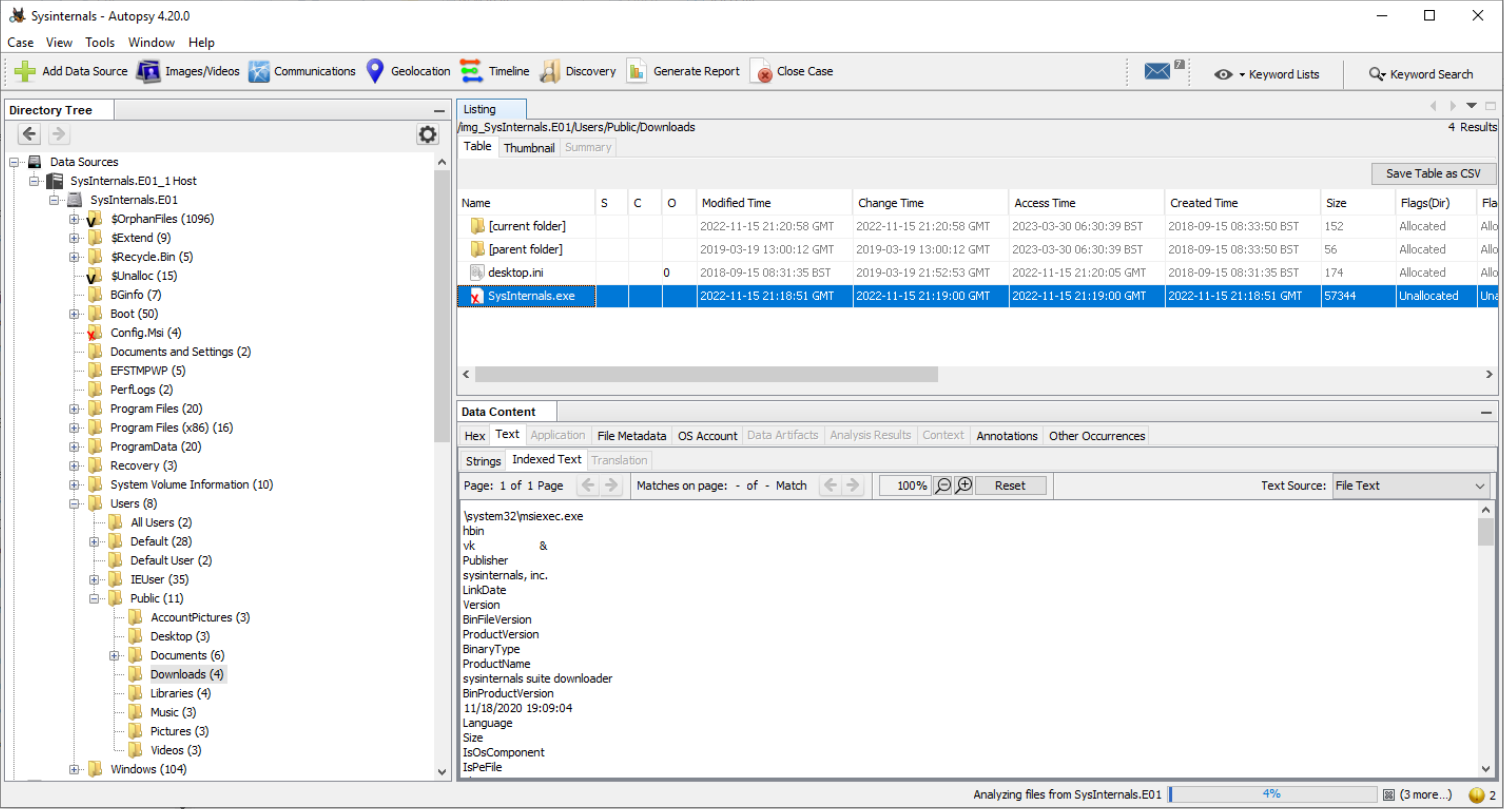 Sysinternals - Autopsy 4.20.0
Case View Tools Window Help
Add Data Source Images/Videos Communications Geolocation Timeline Discovery Generate Report Close Case 7 Keyword Lists Keyword Search
Directory Tree
Data Sources
SysInternals.E01_1 Host
SysInternals.E01
$OrphanFiles (1096)
$Extend (9)
$Recycle.Bin (5)
$Unalloc (15)
BGinfo (7)
Boot (50)
Config.Msi (4)
Documents and Settings (2)
EFSTMPWP (5)
PerfLogs (2)
Program Files (20)
Program Files (x86) (16)
ProgramData (20)
Recovery (3)
System Volume Information (10)
Users (8)
All Users (2)
Default (28)
Default User (2)
IEUser (35)
Public (11)
AccountPictures (3)
Desktop (3)
Documents (6)
Downloads (4)
Libraries (4)
Music (3)
Pictures (3)
Videos (3)
Windows (104)
Listing
/img_SysInternals.E01/Users/Public/Downloads 4 Results
Table Thumbnail Summary
Save Table as CSV
Name S C O Modified Time Change Time Access Time Created Time Size Flags(Dir) Fla
[current folder] 2022-11-15 21:20:58 GMT 2022-11-15 21:20:58 GMT 2023-03-30 06:30:39 BST 2018-09-15 08:33:50 BST 152 Allocated Allo
[parent folder] 2019-03-19 13:00:12 GMT 2019-03-19 13:00:12 GMT 2023-03-30 06:30:39 BST 2018-09-15 08:33:50 BST 56 Allocated Allo
desktop.ini 0 2018-09-15 08:31:35 BST 2019-03-19 21:52:53 GMT 2022-11-15 21:20:05 GMT 2018-09-15 08:31:35 BST 174 Allocated Allo
SysInternals.exe 2022-11-15 21:18:51 GMT 2022-11-15 21:19:00 GMT 2022-11-15 21:19:00 GMT 2022-11-15 21:18:51 GMT 57344 Unallocated Una
Data Content
Hex Text Application File Metadata OS Account Data Artifacts Analysis Results Context Annotations Other Occurrences
Strings Indexed Text Translation
Page: 1 of 1 Page Matches on page: - of - Match 100% Reset Text Source: File Text
\system32\msiexec.exe
hbin
vk &
Publisher
sysinternals, inc.
LinkDate
Version
BinFileVersion
ProductVersion
BinaryType
ProductName
sysinternals suite downloader
BinProductVersion
11/18/2020 19:09:04
Language
Size
IsOsComponent
IsPeFile
Analyzing files from SysInternals.E01 4% (3 more...) 2